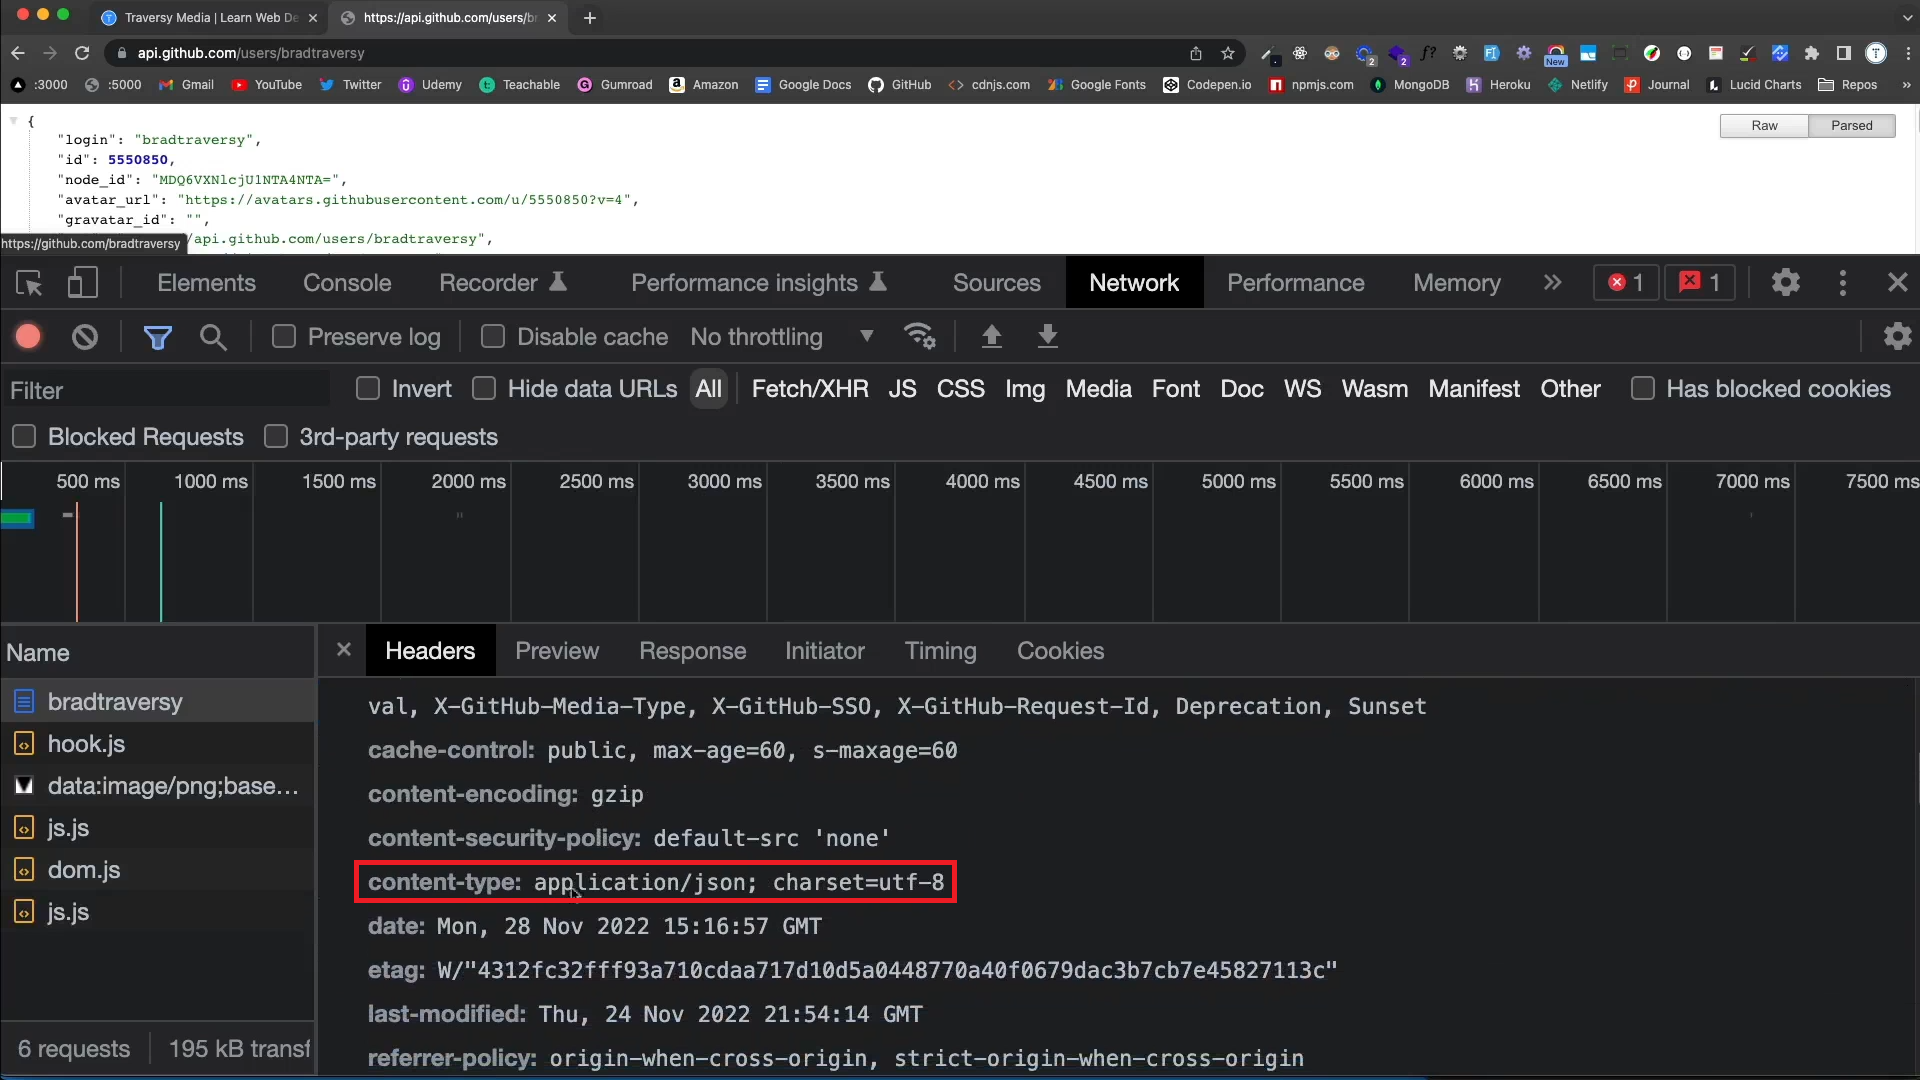 Traversy Media | Learn Web De
https://api.github.com/users/br
api.github.com/users/bradtraversy
:3000 :5000 Gmail YouTube Twitter Udemy Teachable Gumroad Amazon Google Docs GitHub cdnjs.com Google Fonts Codepen.io npmjs.com MongoDB Heroku Netlify Journal Lucid Charts Repos »
{
Raw Parsed
"login": "bradtraversy",
"id": 5550850,
"node_id": "MDQ6VXNlcjU1NTA4NTA=",
"avatar_url": "https://avatars.githubusercontent.com/u/5550850?v=4",
"gravatar_id": "",
/api.github.com/users/bradtraversy",
https://github.com/bradtraversy
Elements Console Recorder Performance insights Sources Network Performance Memory » 1 1
Preserve log Disable cache No throttling
Filter Invert Hide data URLs All Fetch/XHR JS CSS Img Media Font Doc WS Wasm Manifest Other Has blocked cookies
Blocked Requests 3rd-party requests
500 ms 1000 ms 1500 ms 2000 ms 2500 ms 3000 ms 3500 ms 4000 ms 4500 ms 5000 ms 5500 ms 6000 ms 6500 ms 7000 ms 7500 ms
Name
bradtraversy
hook.js
data:image/png;base…
js.js
dom.js
js.js
6 requests 195 kB transf
Headers Preview Response Initiator Timing Cookies
val, X-GitHub-Media-Type, X-GitHub-SSO, X-GitHub-Request-Id, Deprecation, Sunset
cache-control: public, max-age=60, s-maxage=60
content-encoding: gzip
content-security-policy: default-src 'none'
content-type: application/json; charset=utf-8
date: Mon, 28 Nov 2022 15:16:57 GMT
etag: W/"4312fc32fff93a710cdaa717d10d5a0448770a40f0679dac3b7cb7e45827113c"
last-modified: Thu, 24 Nov 2022 21:54:14 GMT
referrer-policy: origin-when-cross-origin, strict-origin-when-cross-origin